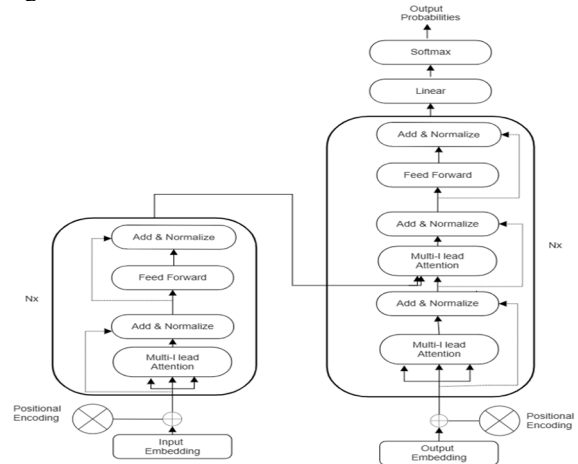 Output
Probabilities
Softmax
Linear
Add & Normalize
Feed Forward
Add & Normalize
Multi-I lead
Attention
Add & Normalize
Multi-I lead
Attention
Nx
Positional
Encoding
Output
Embedding
Add & Normalize
Feed Forward
Add & Normalize
Multi-I lead
Attention
Nx
Positional
Encoding
Input
Embedding